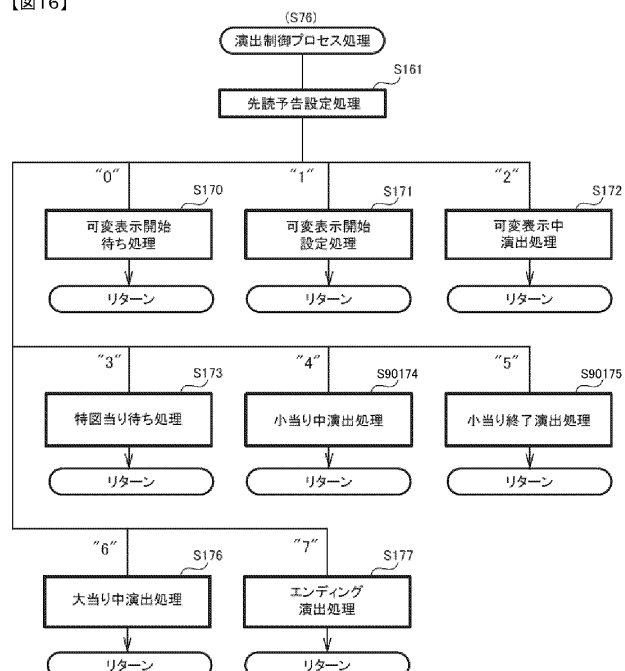 【図16】
(S76)
演出制御プロセス処理
S161
先読予告設定処理
"0"
"1"
"2"
S170
S171
S172
可変表示開始
待ち処理
可変表示開始
設定処理
可変表示中
演出処理
リターン
リターン
リターン
"3"
"4"
"5"
S173
S90174
S90175
特図当り待ち処理
小当り中演出処理
小当り終了演出処理
リターン
リターン
リターン
"6"
"7"
S176
S177
大当り中演出処理
エンディング
演出処理
リターン
リターン